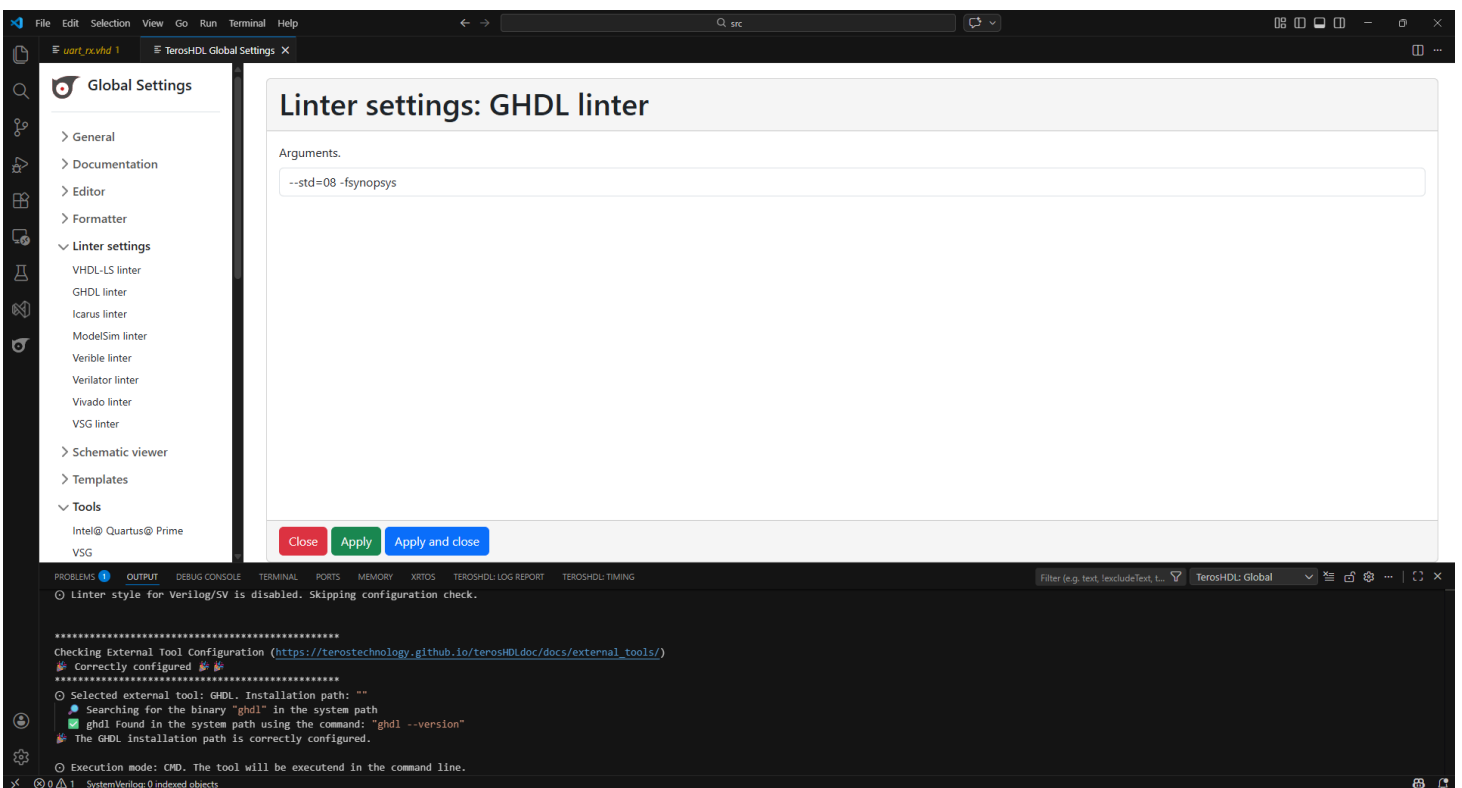 File Edit Selection View Go Run Terminal Help
src
uart_rx.vhd 1
TerosHDL Global Settings
Global Settings
General
Documentation
Editor
Formatter
Linter settings
VHDL-LS linter
GHDL linter
Icarus linter
ModelSim linter
Verible linter
Verilator linter
Vivado linter
VSG linter
Schematic viewer
Templates
Tools
Intel@ Quartus@ Prime
VSG
Linter settings: GHDL linter
Arguments.
--std=08 -fsynopsys
Close Apply Apply and close
PROBLEMS 1 OUTPUT DEBUG CONSOLE TERMINAL PORTS MEMORY XRTOS TEROSHDL: LOG REPORT TEROSHDL: TIMING
Filter (e.g. text, !excludeText, t... TerosHDL: Global
Linter style for Verilog/SV is disabled. Skipping configuration check.
*************************************************
Checking External Tool Configuration (https://terostechnology.github.io/terosHDLdoc/docs/external_tools/)
Correctly configured
*************************************************
Selected external tool: GHDL. Installation path: ""
Searching for the binary "ghdl" in the system path
ghdl Found in the system path using the command: "ghdl --version"
The GHDL installation path is correctly configured.
Execution mode: CMD. The tool will be executend in the command line.
0 1 SystemVerilog: 0 indexed objects